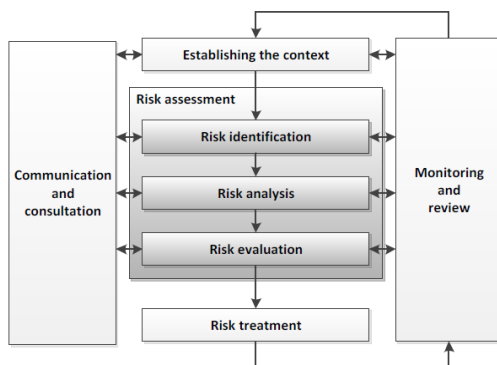 Establishing the context
Risk assessment
Risk identification
Communication
and
consultation
Risk analysis
Monitoring
and
review
Risk evaluation
Risk treatment